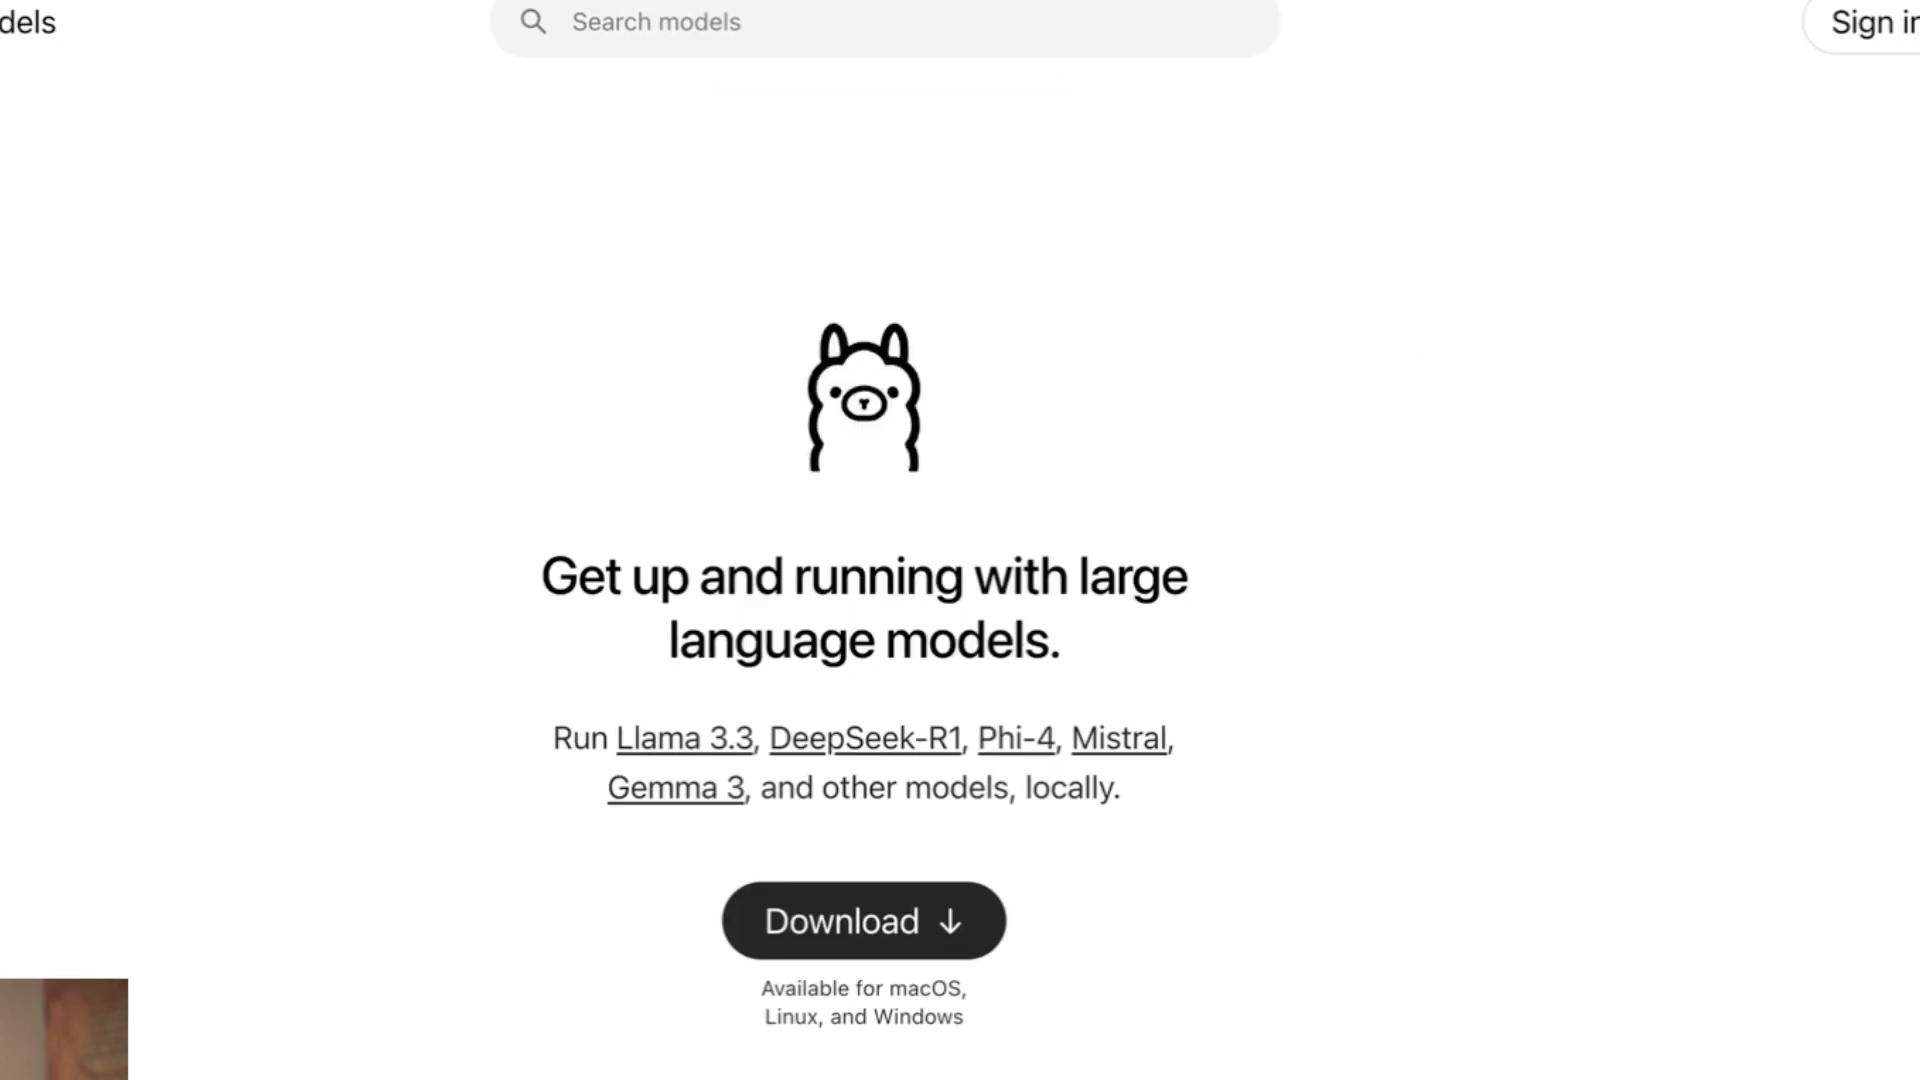 dels
Search models
Sign in
Get up and running with large
language models.
Run Llama 3.3, DeepSeek-R1, Phi-4, Mistral,
Gemma 3, and other models, locally.
Download ↓
Available for macOS,
Linux, and Windows